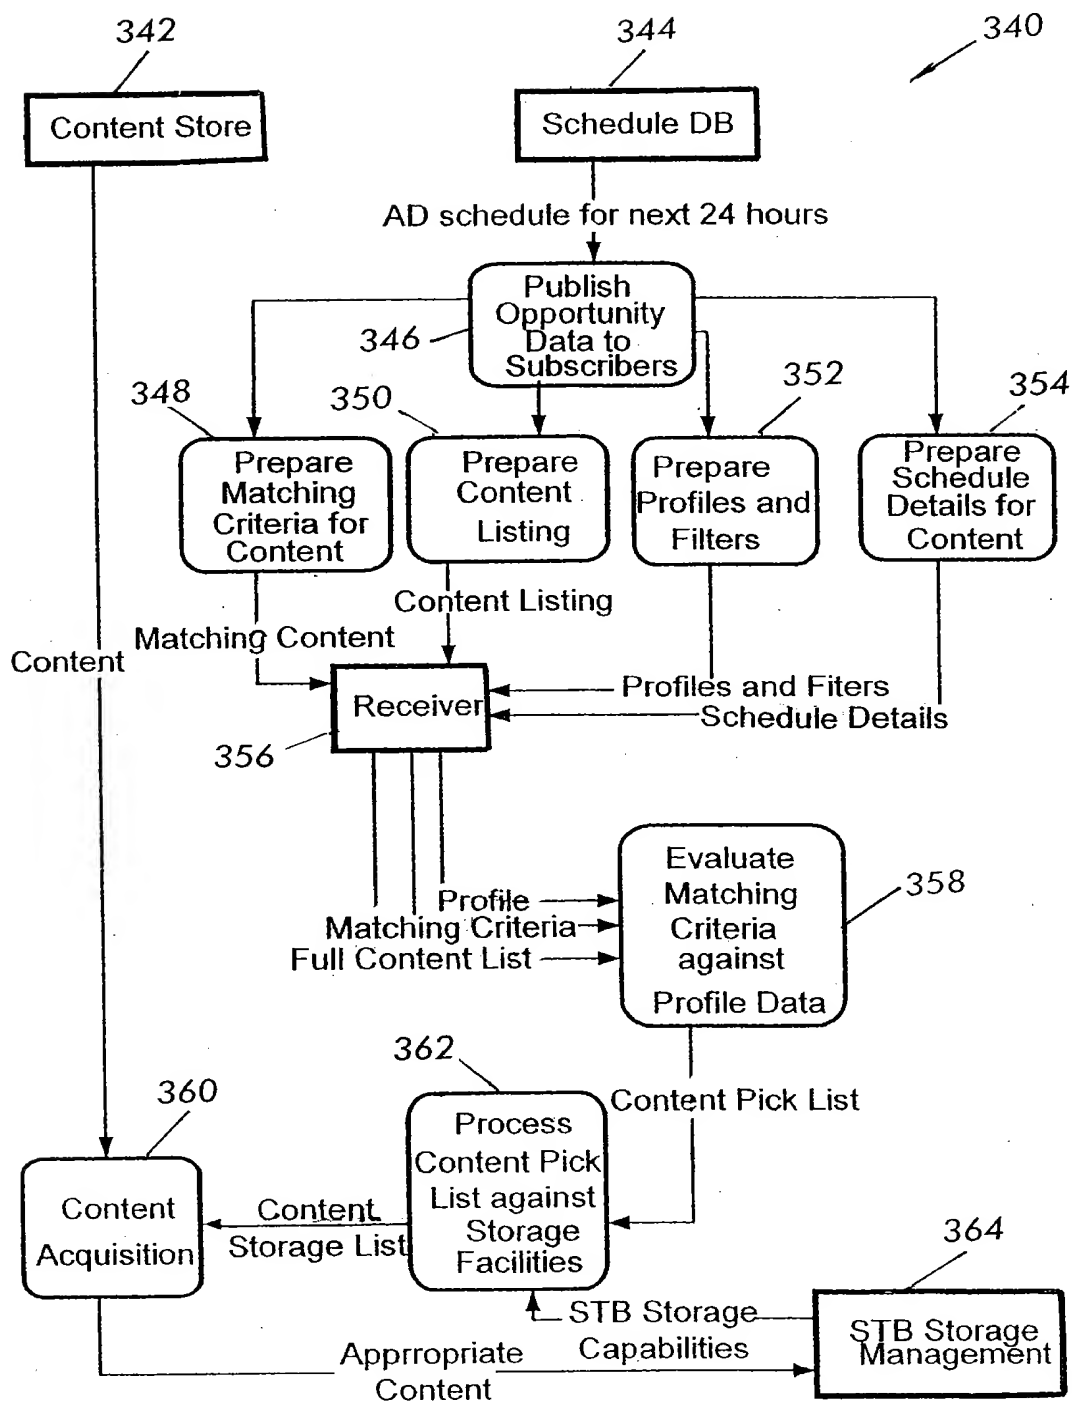 342
344
340
Content Store
Schedule DB
AD schedule for next 24 hours
Publish
Opportunity
Data to
Subscribers
346
348
350
352
354
Prepare
Matching
Criteria for
Content
Prepare
Content
Listing
Prepare
Profiles and
Filters
Prepare
Schedule
Details for
Content
Content Listing
Matching Content
Content
Receiver
356
Profiles and Fiters
Schedule Details
Profile
Matching Criteria
Full Content List
Evaluate
Matching
Criteria
against
Profile Data
358
362
Content Pick List
360
Process
Content Pick
List against
Storage
Facilities
Content
Acquisition
Content
Storage List
364
STB Storage
Capabilities
STB Storage
Management
Apprropriate
Content